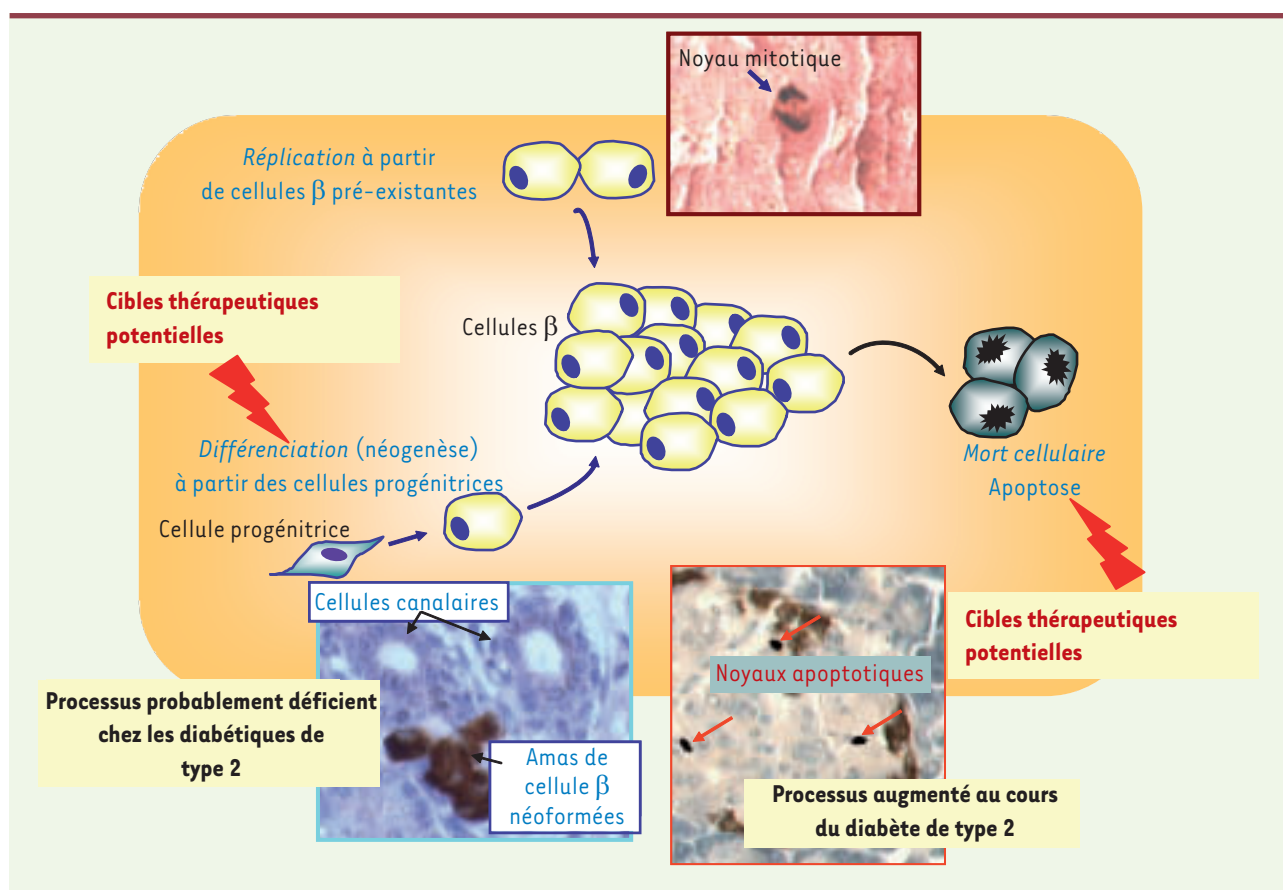 Noyau mitotique
Réplication à partir
de cellules β pré-existantes
Cibles thérapeutiques
potentielles
Cellules β
Différenciation (néogenèse)
à partir des cellules progénitrices
Cellule progénitrice
Mort cellulaire
Apoptose
Cellules canalaires
Cibles thérapeutiques
potentielles
Noyaux apoptotiques
Processus probablement déficient
chez les diabétiques de
type 2
Amas de
cellule β
néoformées
Processus augmenté au cours
du diabète de type 2